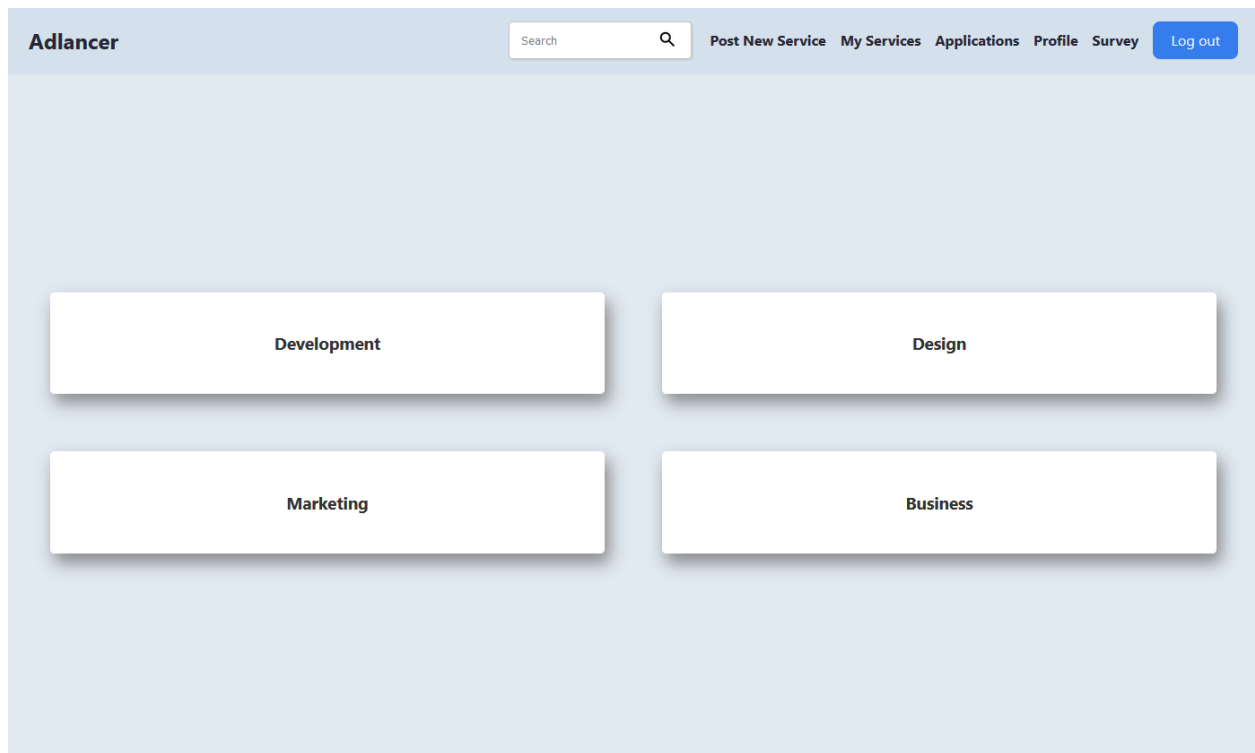 Adlancer
Search
Post New Service My Services Applications Profile Survey Log out
Development
Design
Marketing
Business